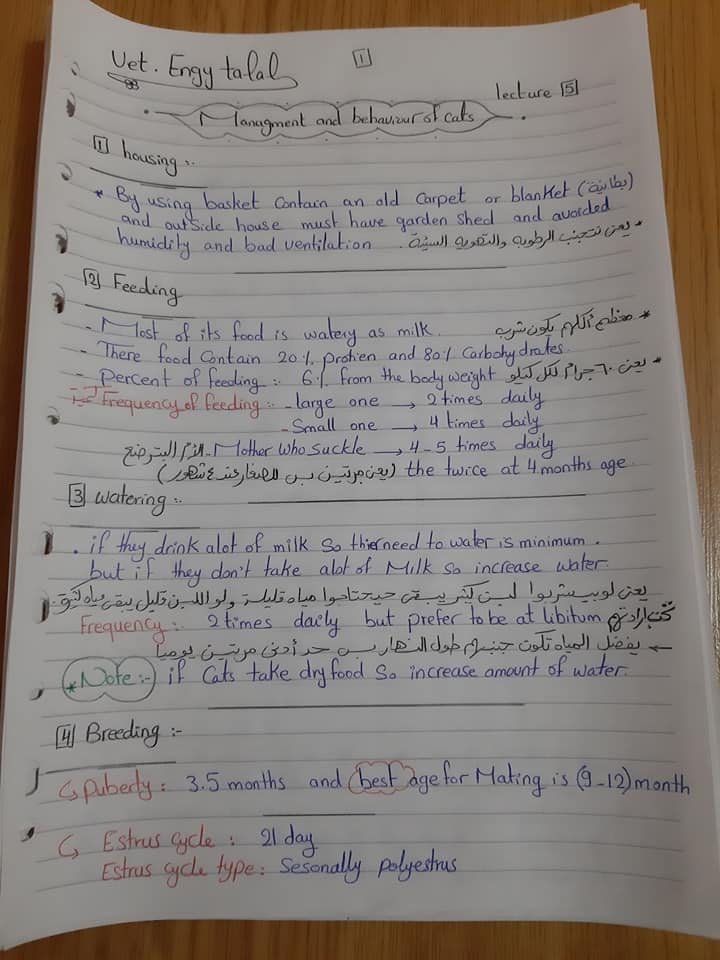 Vet. Engy talal
1
lecture 5
Managment and behaviour of cats
1 housing :.
* By using basket contain an old carpet or blanket (بطانية)
and outside house must have garden shed and avoided
humidity and bad ventilation . يعني نتجنب الرطوبه والتهويه السيئة *
2 Feeding
- Most of its food is watery as milk. معظم أكلهم يكون شرب *
- There food contain 20 % protien and 80 % Carbohydrates.
- Percent of feeding :. 6 % from the body weight يعني ٦٠ جرام لكل كيلو *
Frequency of feeding :. - large one → 2 times daily
- Small one → 4 times daily
- Mother who suckle → 4-5 times daily الأم اللي بترضع
the twice at 4 months age. (يعني مرتين بس للصغار عند ٤ شهور)
3 watering :.
. if they drink alot of milk so thier need to water is minimum .
but if they don't take alot of Milk so increase water.
يعني لو بيشربوا لبن كتير يبقى حيحتاجوا مياه قليلة ولو اللبن قليل يبقى مياه كتير.
Frequency :. 2 times daily but prefer to be at libitum تحت إرادتهم
← يفضل المياه تكون جنبهم طول النهار بس حد أدنى مرتين يوميا
* Note :- if Cats take dry food So increase amount of water.
4 Breeding :-
Puberty : 3.5 months and best age for Mating is (9-12) month
Estrus cycle : 21 day
Estrus cycle type : Sesonally polyestrus